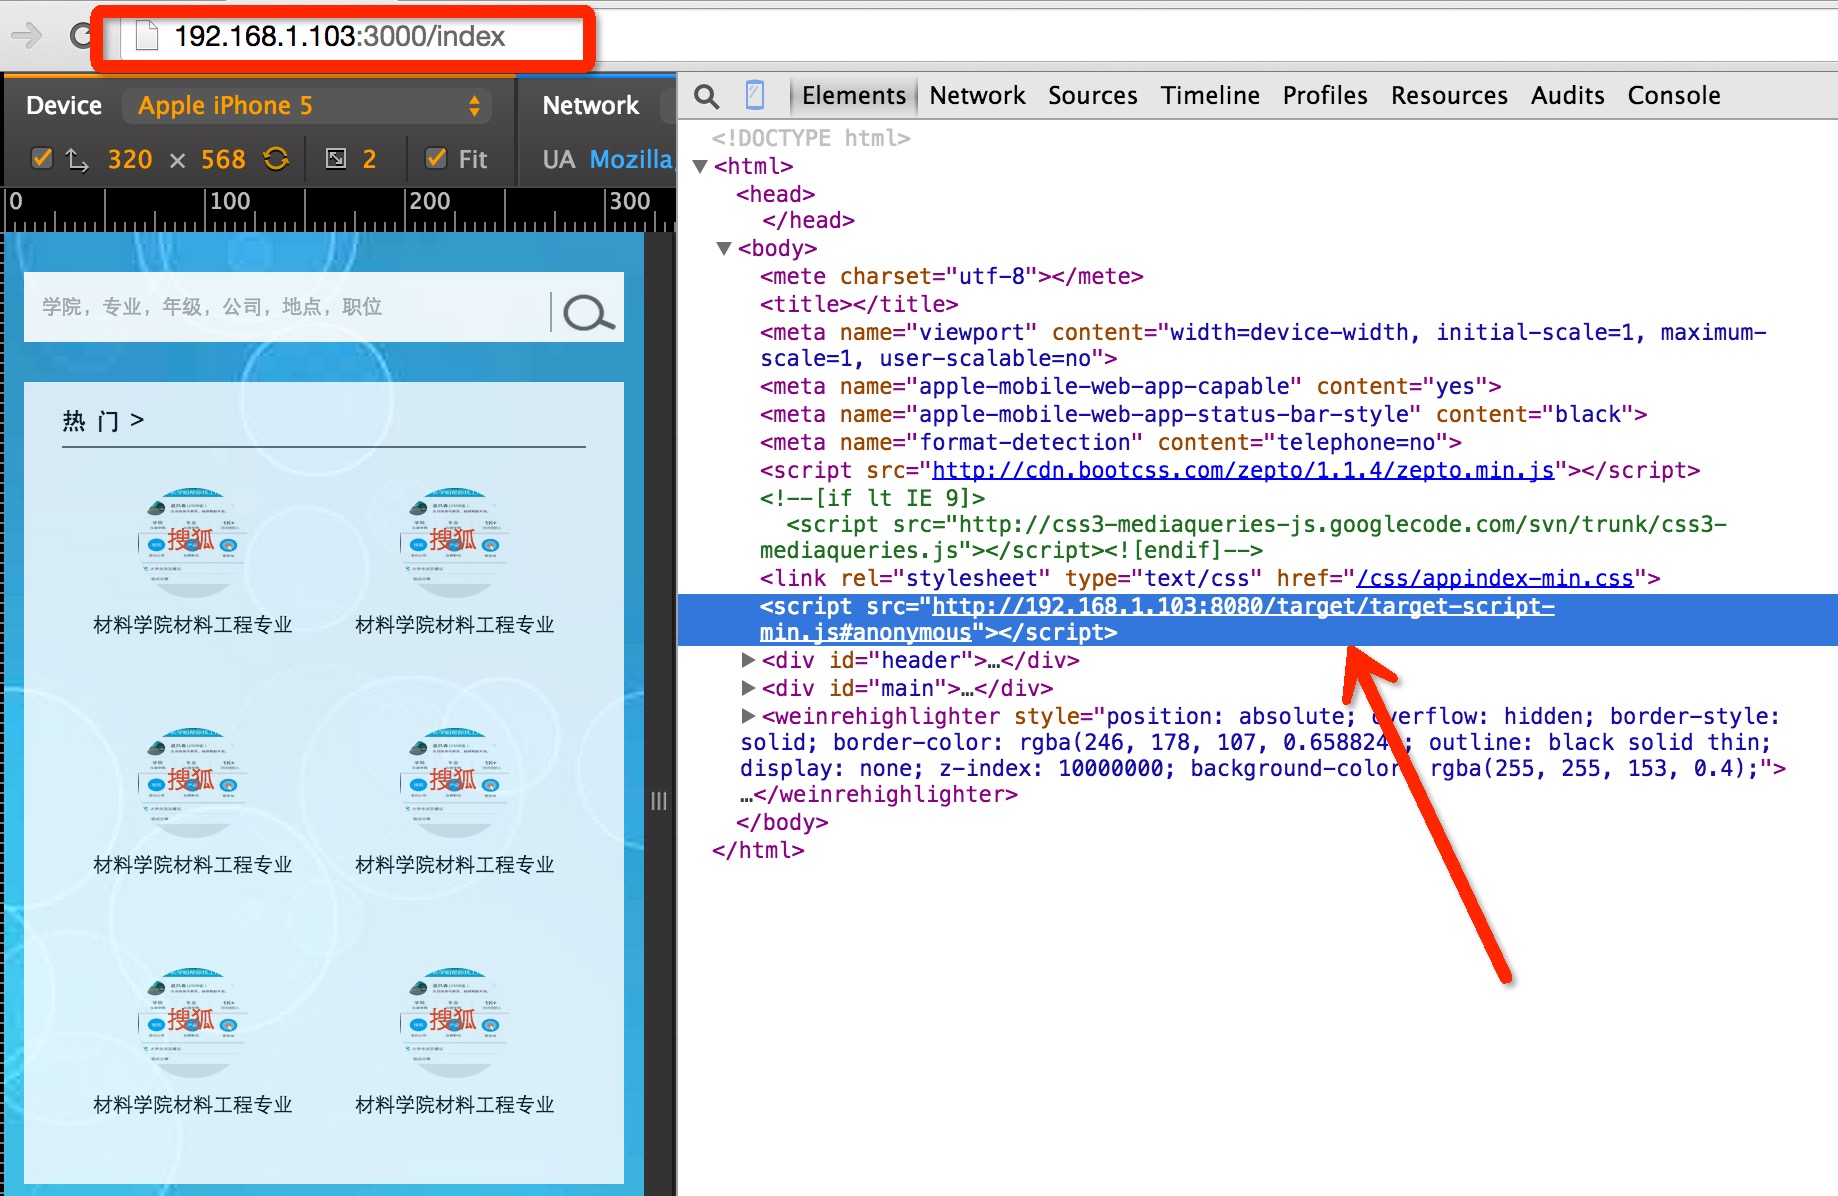 192.168.1.103:3000/index
Device Apple iPhone 5 Network
320 × 568 2 Fit UA Mozilla
0 100 200 300
学院，专业，年级，公司，地点，职位
热 门 >
搜狐 搜狐
材料学院材料工程专业 材料学院材料工程专业
搜狐 搜狐
材料学院材料工程专业 材料学院材料工程专业
搜狐 搜狐
材料学院材料工程专业 材料学院材料工程专业
Elements Network Sources Timeline Profiles Resources Audits Console
<!DOCTYPE html>
<html>
<head>
</head>
<body>
<mete charset="utf-8"></mete>
<title></title>
<meta name="viewport" content="width=device-width, initial-scale=1, maximum-
scale=1, user-scalable=no">
<meta name="apple-mobile-web-app-capable" content="yes">
<meta name="apple-mobile-web-app-status-bar-style" content="black">
<meta name="format-detection" content="telephone=no">
<script src="http://cdn.bootcss.com/zepto/1.1.4/zepto.min.js"></script>
<!--[if lt IE 9]>
<script src="http://css3-mediaqueries-js.googlecode.com/svn/trunk/css3-
mediaqueries.js"></script><![endif]-->
<link rel="stylesheet" type="text/css" href="/css/appindex-min.css">
<script src="http://192.168.1.103:8080/target/target-script-
min.js#anonymous"></script>
<div id="header">…</div>
<div id="main">…</div>
<weinrehighlighter style="position: absolute; overflow: hidden; border-style:
solid; border-color: rgba(246, 178, 107, 0.658824); outline: black solid thin;
display: none; z-index: 10000000; background-color: rgba(255, 255, 153, 0.4);">
…</weinrehighlighter>
</body>
</html>